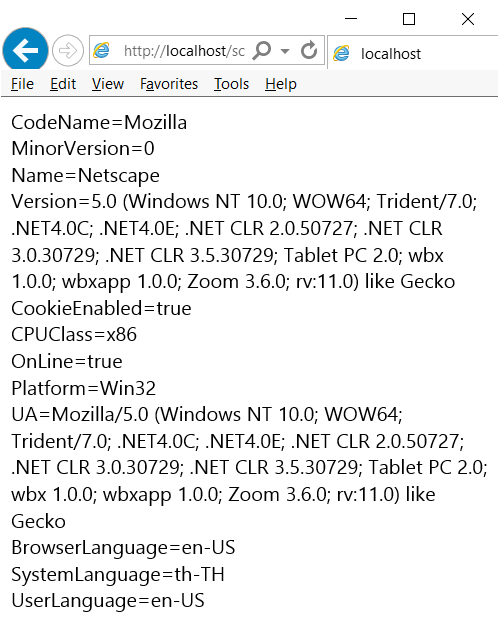 http://localhost/sc
localhost
File Edit View Favorites Tools Help
CodeName=Mozilla
MinorVersion=0
Name=Netscape
Version=5.0 (Windows NT 10.0; WOW64; Trident/7.0;
.NET4.0C; .NET4.0E; .NET CLR 2.0.50727; .NET CLR
3.0.30729; .NET CLR 3.5.30729; Tablet PC 2.0; wbx
1.0.0; wbxapp 1.0.0; Zoom 3.6.0; rv:11.0) like Gecko
CookieEnabled=true
CPUClass=x86
OnLine=true
Platform=Win32
UA=Mozilla/5.0 (Windows NT 10.0; WOW64;
Trident/7.0; .NET4.0C; .NET4.0E; .NET CLR 2.0.50727;
.NET CLR 3.0.30729; .NET CLR 3.5.30729; Tablet PC 2.0;
wbx 1.0.0; wbxapp 1.0.0; Zoom 3.6.0; rv:11.0) like
Gecko
BrowserLanguage=en-US
SystemLanguage=th-TH
UserLanguage=en-US